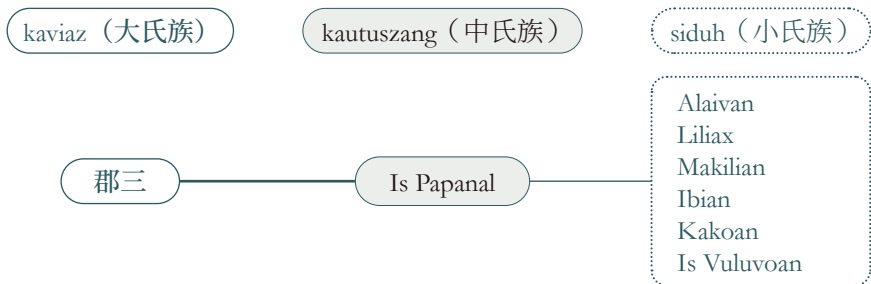 kaviaz（大氏族）
kautuszang（中氏族）
siduh（小氏族）
郡三
Is Papanal
Alaivan
Liliax
Makilian
Ibian
Kakoan
Is Vuluvoan